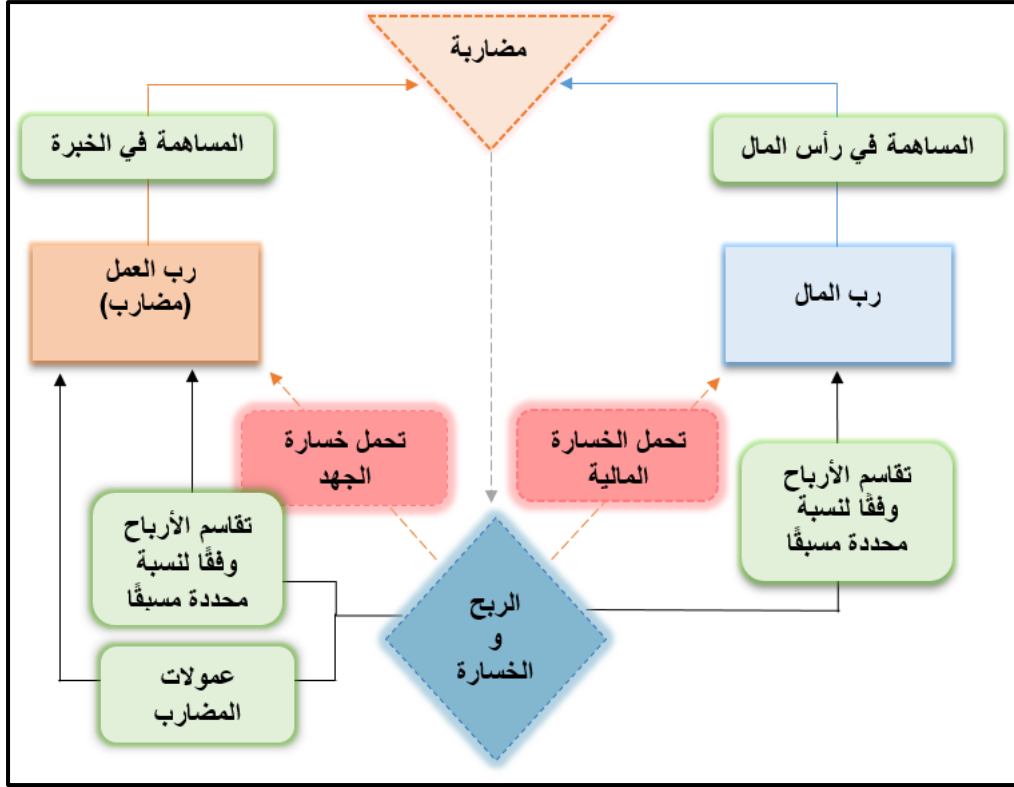 مضاربة
المساهمة في رأس المال
المساهمة في الخبرة
رب المال
رب العمل
(مضارب)
تحمل الخسارة
المالية
تحمل خسارة
الجهد
تقاسم الأرباح
وفقًا لنسبة
محددة مسبقًا
تقاسم الأرباح
وفقًا لنسبة
محددة مسبقًا
الربح
و
الخسارة
عمولات
المضارب